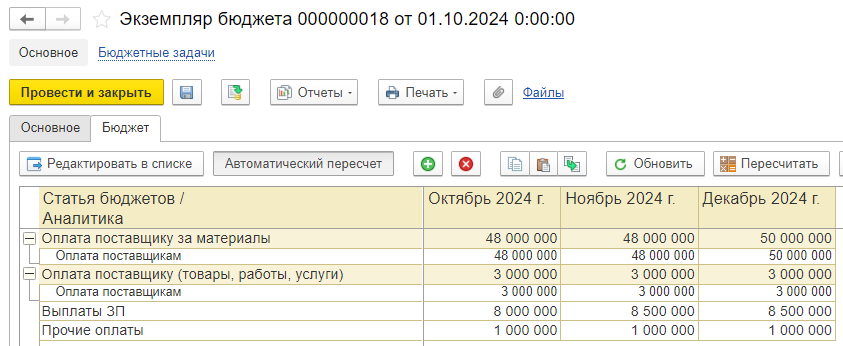 Экземпляр бюджета 000000018 от 01.10.2024 0:00:00
Основное Бюджетные задачи
Провести и закрыть Отчеты Печать Файлы
Основное Бюджет
Редактировать в списке Автоматический пересчет Обновить Пересчитать
Статья бюджетов / Октябрь 2024 г. Ноябрь 2024 г. Декабрь 2024 г.
Аналитика
Оплата поставщику за материалы 48 000 000 48 000 000 50 000 000
Оплата поставщикам 48 000 000 48 000 000 50 000 000
Оплата поставщику (товары, работы, услуги) 3 000 000 3 000 000 3 000 000
Оплата поставщикам 3 000 000 3 000 000 3 000 000
Выплаты ЗП 8 000 000 8 500 000 8 500 000
Прочие оплаты 1 000 000 1 000 000 1 000 000